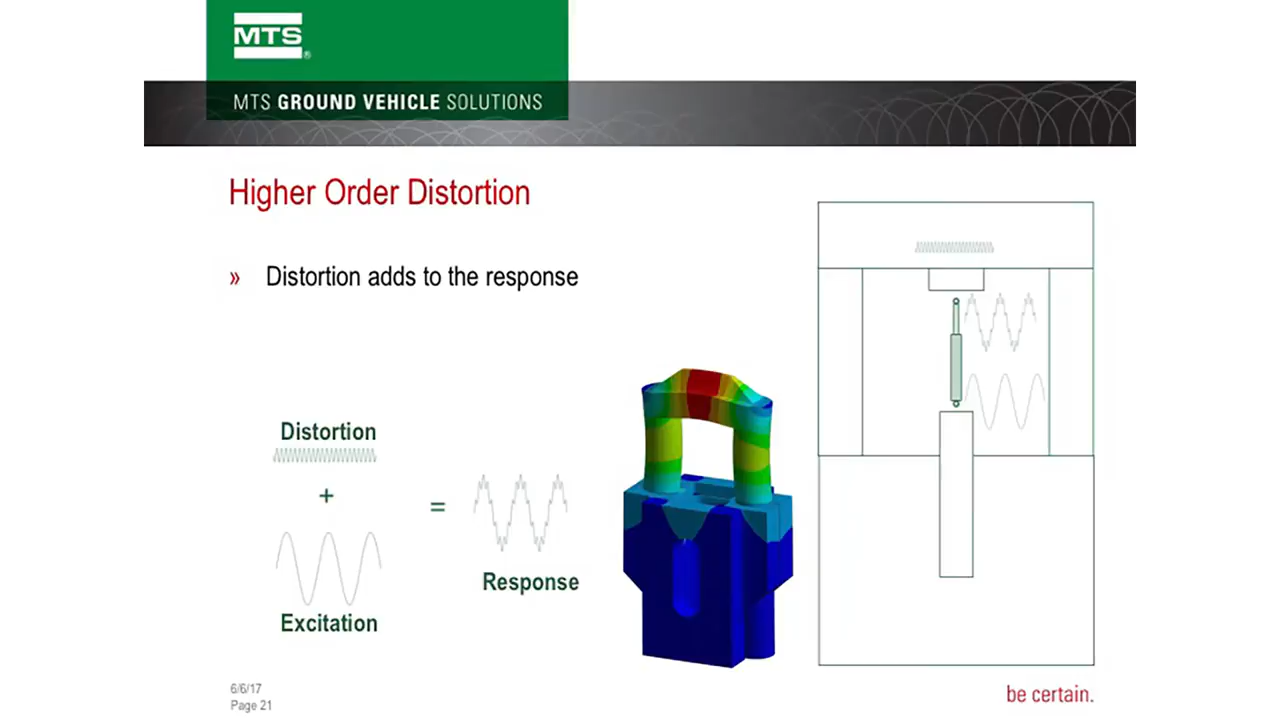 MTS
MTS GROUND VEHICLE SOLUTIONS
Higher Order Distortion
» Distortion adds to the response
Distortion
+
=
Response
Excitation
6/6/17
Page 21
be certain.